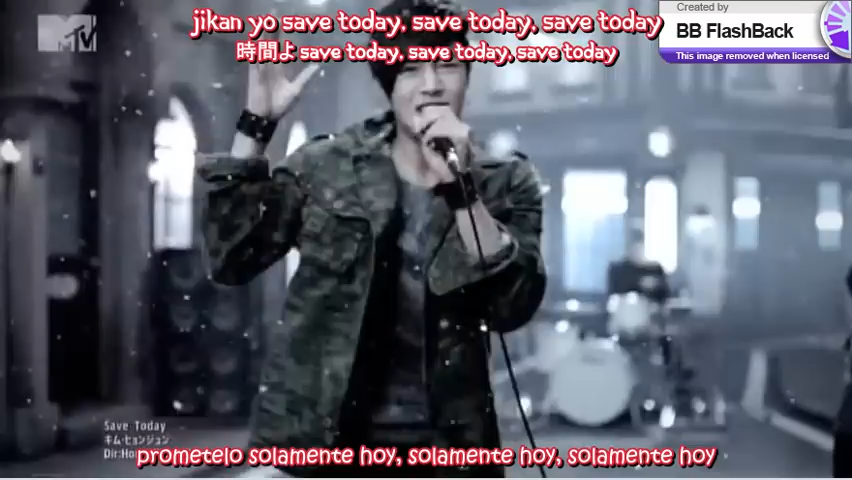 jikan yo save today, save today, save today
時間よ save today, save today, save today
Created by
BB FlashBack
This image removed when licensed
MTV
Save Today
キム・ヒョンジュン
prometelo solamente hoy, solamente hoy, solamente hoy